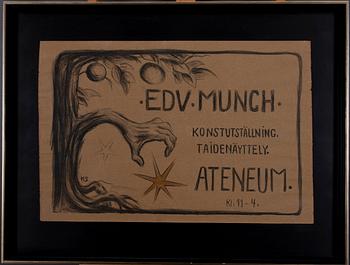 · EDV · MUNCH ·
KONSTUTSTÄLLNING.
TAIDENÄYTTELY.
ATENEUM.
Kl. 11-4.